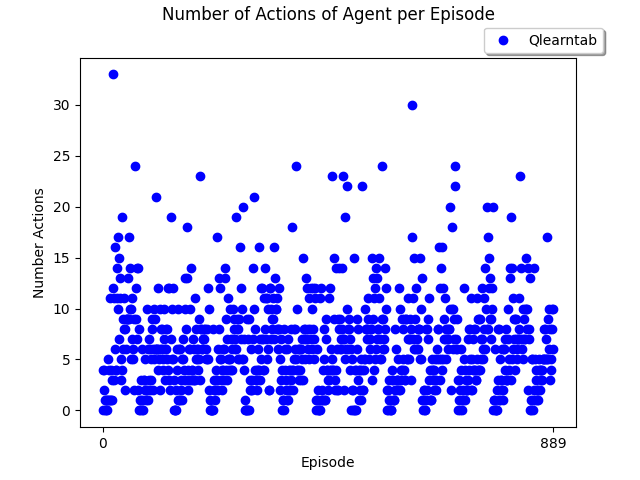 Number of Actions of Agent per Episode
Qlearntab
30
25
20
15
10
5
0
Number Actions
0
889
Episode